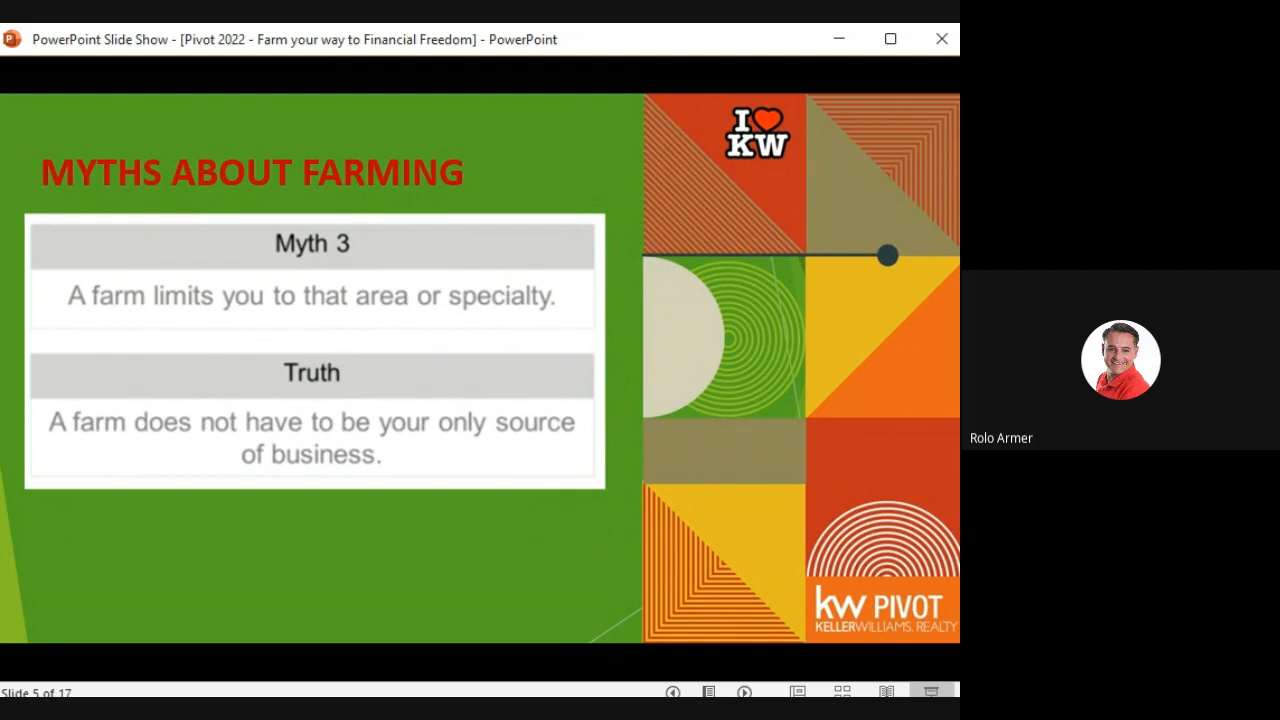 PowerPoint Slide Show - [Pivot 2022 - Farm your way to Financial Freedom] - PowerPoint
I KW
MYTHS ABOUT FARMING
Myth 3
A farm limits you to that area or specialty.
Truth
A farm does not have to be your only source
of business.
Rolo Armer
kw PIVOT
KELLERWILLIAMS. REALTY
Slide 5 of 17